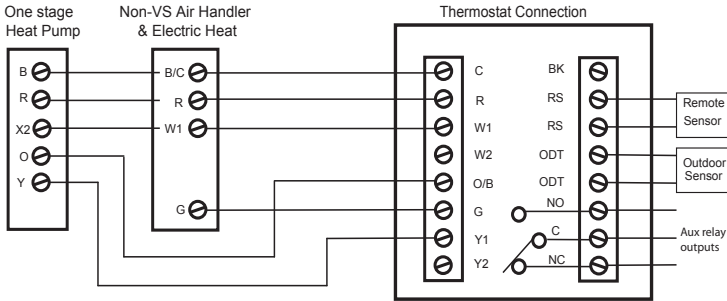 One stage
Heat Pump
Non-VS Air Handler
& Electric Heat
Thermostat Connection
B
R
X2
O
Y
B/C
R
W1
G
C
R
W1
W2
O/B
G
Y1
Y2
BK
RS
RS
ODT
ODT
NO
C
NC
Remote
Sensor
Outdoor
Sensor
Aux relay
outputs